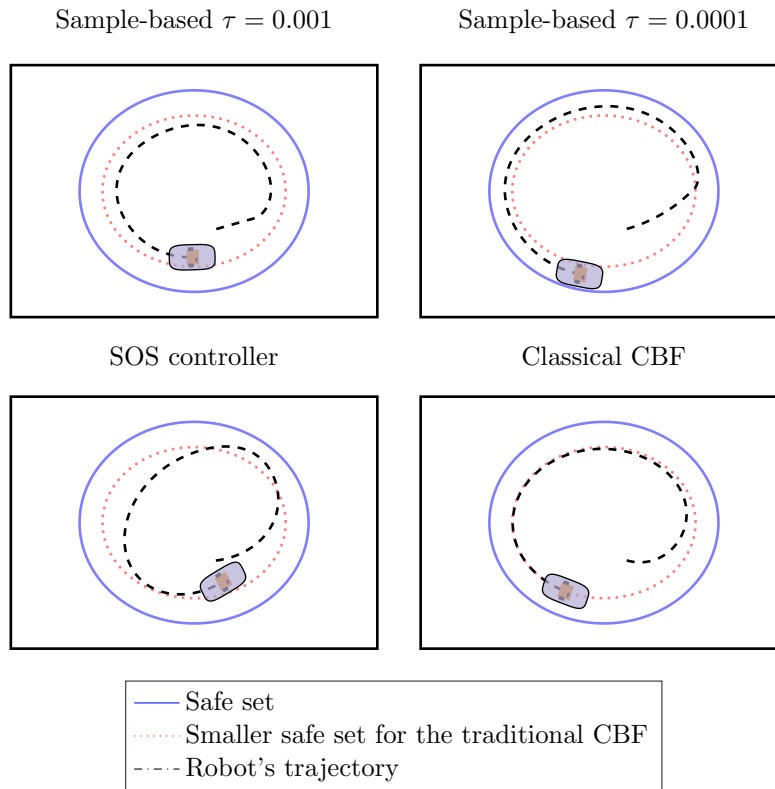 Sample-based τ = 0.001
Sample-based τ = 0.0001
SOS controller
Classical CBF
Safe set
Smaller safe set for the traditional CBF
Robot's trajectory